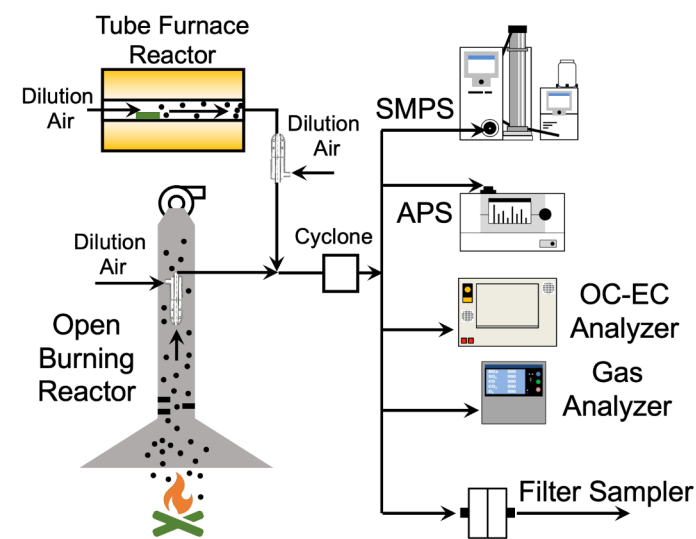 Tube Furnace
Reactor
Dilution
Air
Dilution
Air
SMPS
APS
Cyclone
Dilution
Air
Open
Burning
Reactor
OC-EC
Analyzer
Gas
Analyzer
Filter Sampler